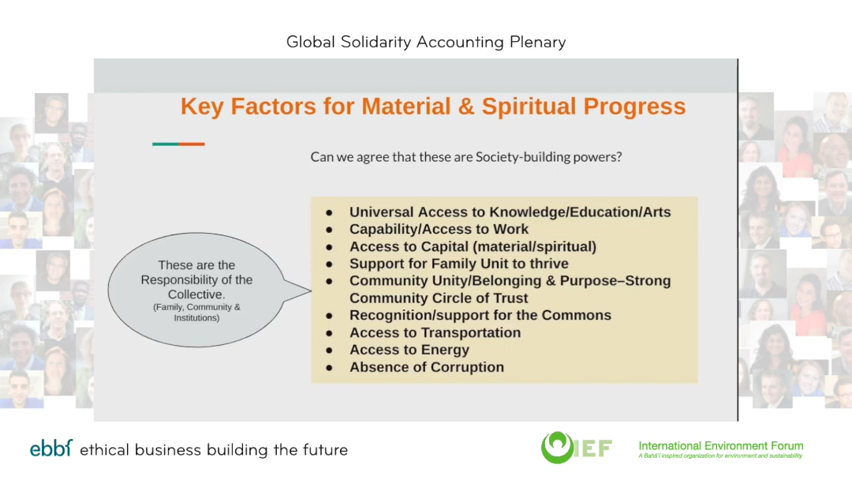 Global Solidarity Accounting Plenary
Key Factors for Material & Spiritual Progress
Can we agree that these are Society-building powers?
These are the
Responsibility of the
Collective.
(Family, Community &
Institutions)
● Universal Access to Knowledge/Education/Arts
● Capability/Access to Work
● Access to Capital (material/spiritual)
● Support for Family Unit to thrive
● Community Unity/Belonging & Purpose–Strong
Community Circle of Trust
● Recognition/support for the Commons
● Access to Transportation
● Access to Energy
● Absence of Corruption
ebbf ethical business building the future
IEF
International Environment Forum
A Bahá'í inspired organization for environment and sustainability